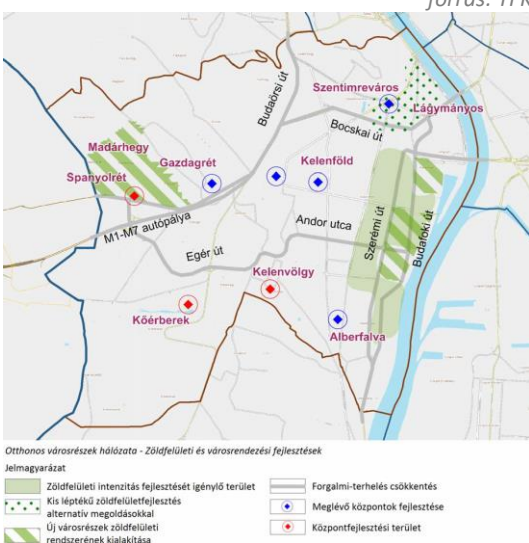 forrás: TFK
Szentimreváros
Lágymányos
Budaörsi út
Bocskai út
Madárhegy
Gazdagrét
Kelenföld
Spanyolrét
M1-M7 autópálya
Andor utca
Szerémi út
Budafoki út
Egér út
Kelenvölgy
Kőérberek
Alberfalva
Otthonos városrészek hálózata - Zöldfelületi és városrendezési fejlesztések
Jelmagyarázat
Zöldfelületi intenzitás fejlesztését igénylő terület
Kis léptékű zöldfelületfejlesztés
alternatív megoldásokkal
Új városrészek zöldfelületi
rendszerének kialakítása
Forgalmi-terhelés csökkentés
Meglévő központok fejlesztése
Központfejlesztési terület